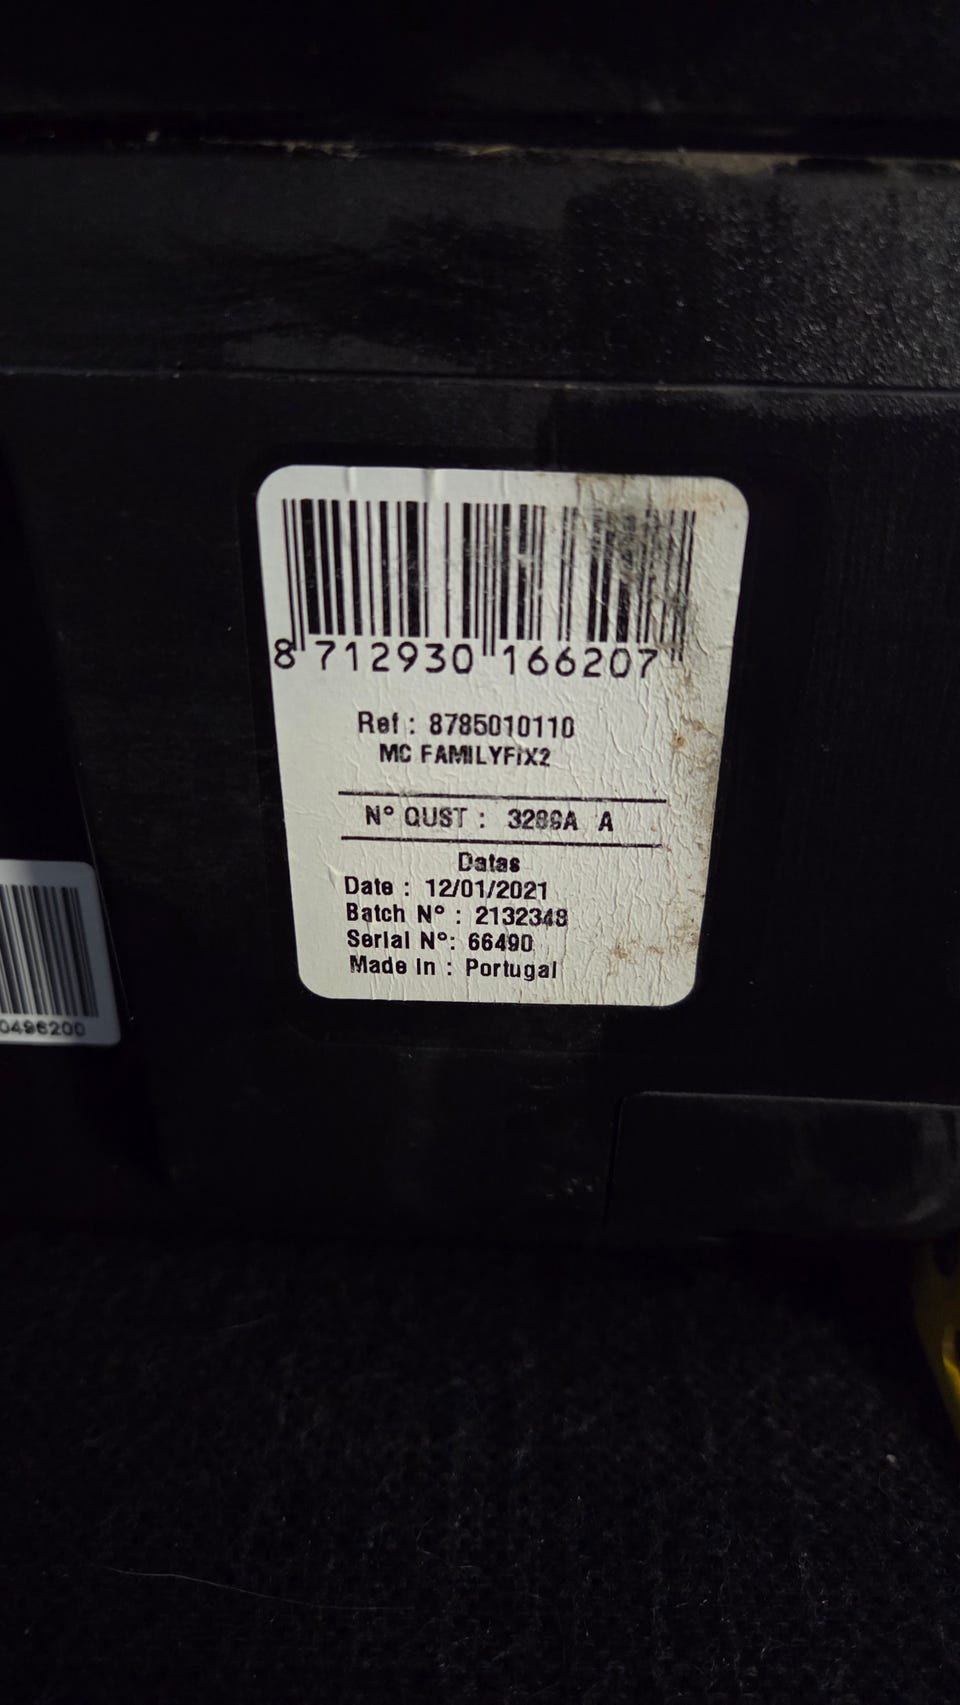 8 712930 166207
Ref : 8785010110
MC FAMILYFIX2
N° QUST : 3289A A
Datas
Date : 12/01/2021
Batch N° : 2132348
Serial N°: 66490
Made in : Portugal
0496200